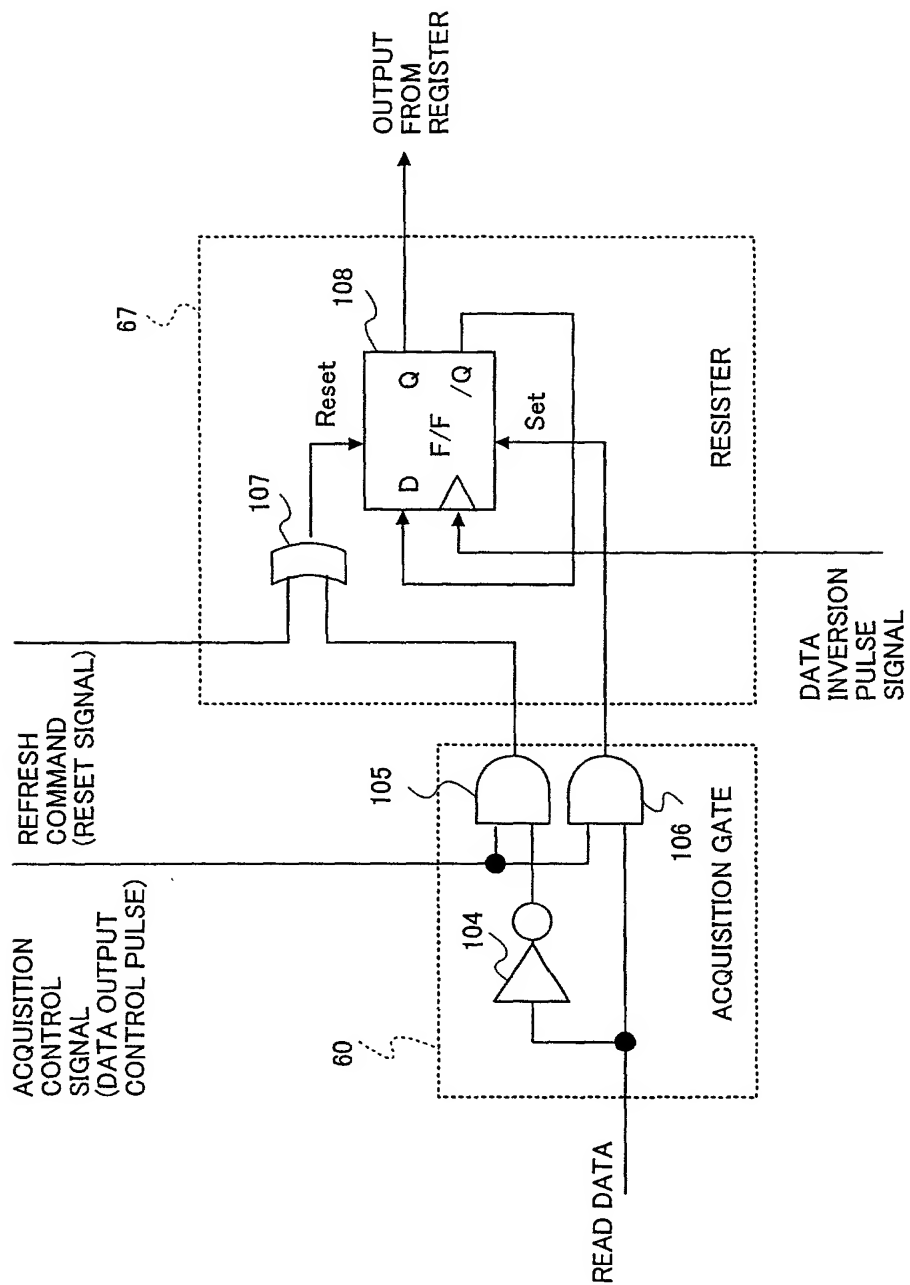 ACQUISITION
CONTROL
SIGNAL
(DATA OUTPUT
CONTROL PULSE)
REFRESH
COMMAND
(RESET SIGNAL)
67
107
Reset
108
D
Q
F/F
/Q
Set
OUTPUT
FROM
REGISTER
RESISTER
60
104
105
106
ACQUISITION GATE
READ DATA
DATA
INVERSION
PULSE
SIGNAL